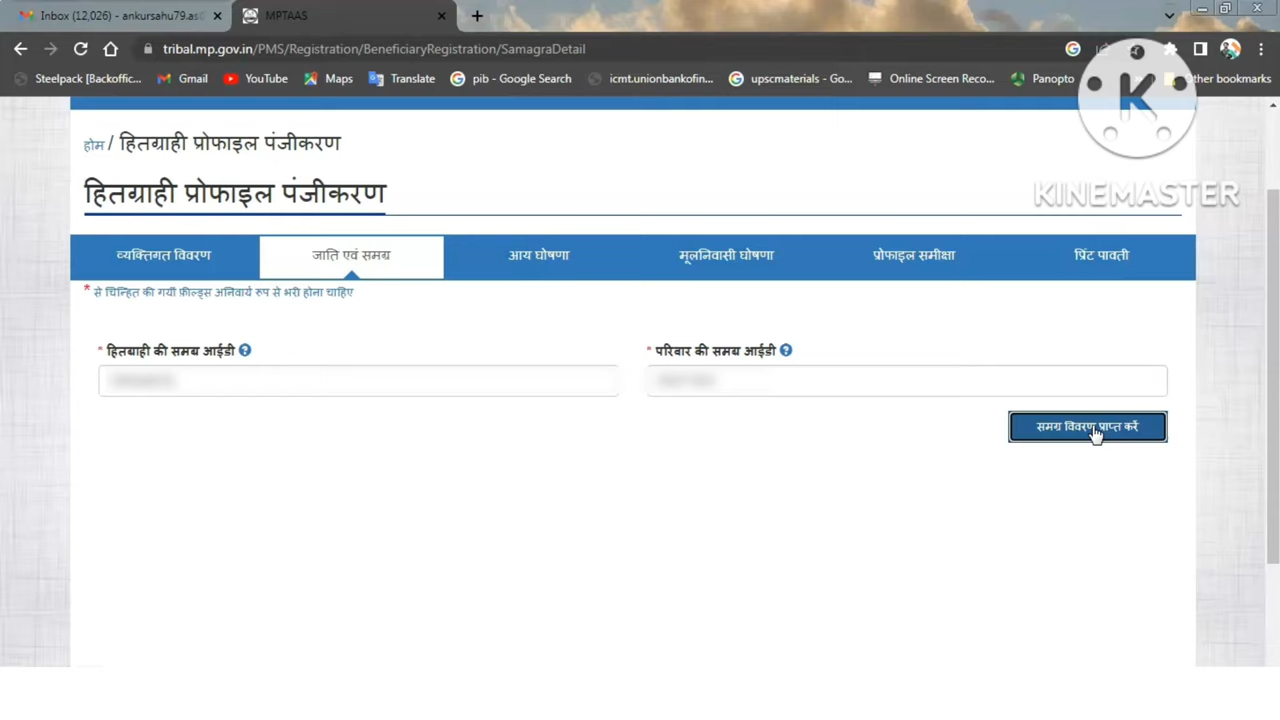 Inbox (12,026) - ankursahu79.as
MPTAAS
tribal.mp.gov.in/PMS/Registration/BeneficiaryRegistration/SamagraDetail
Steelpack [Backoffic...
Gmail
YouTube
Maps
Translate
pib - Google Search
icmt.unionbankofin...
upscmaterials - Go...
Online Screen Reco...
Panopto
Other bookmarks
KINEMASTER
होम / हितग्राही प्रोफाइल पंजीकरण
हितग्राही प्रोफाइल पंजीकरण
व्यक्तिगत विवरण
जाति एवं समग्र
आय घोषणा
मूलनिवासी घोषणा
प्रोफाइल समीक्षा
प्रिंट पावती
* से चिन्हित की गयी फ़ील्ड्स अनिवार्य रूप से भरी होना चाहिए
* हितग्राही की समग्र आईडी
* परिवार की समग्र आईडी
समग्र विवरण प्राप्त करें